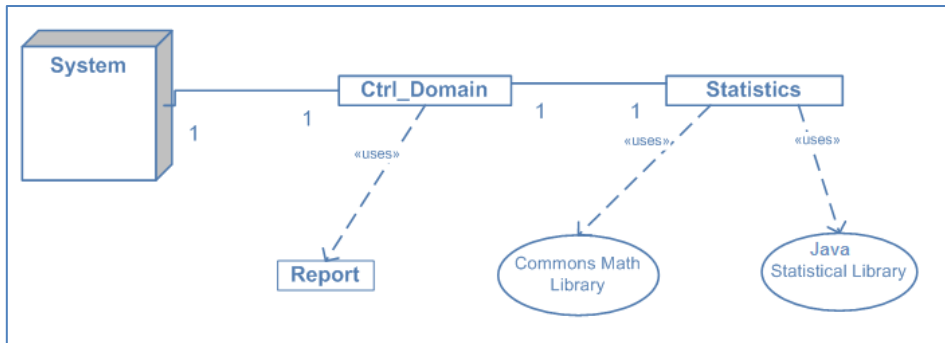 System
Ctrl_Domain
Statistics
1
1
1
1
«uses»
«uses»
«uses»
Report
Commons Math
Library
Java
Statistical Library